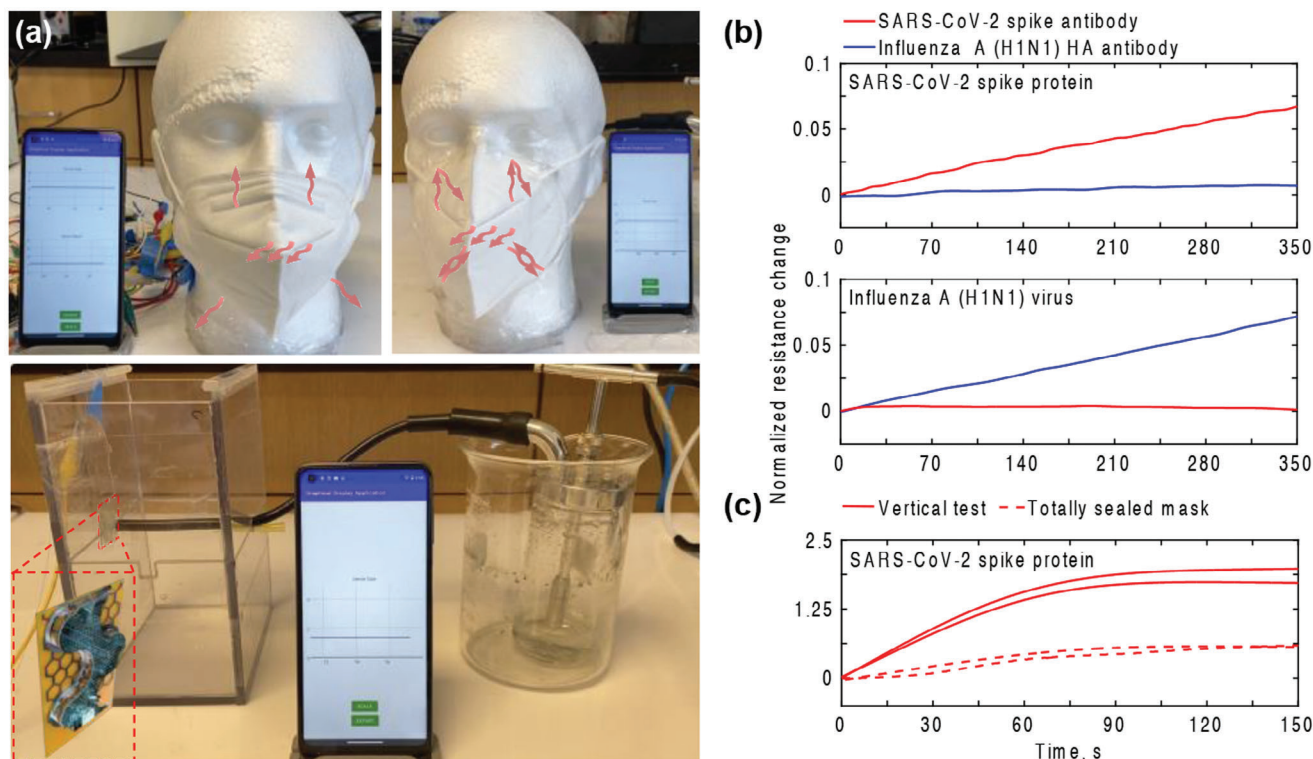 (a)
(b)
SARS-CoV-2 spike antibody
Influenza A (H1N1) HA antibody
0.1
SARS-CoV-2 spike protein
0.05
0
0 70 140 210 280 350
Normalized resistance change
0.1
Influenza A (H1N1) virus
0.05
0
0 70 140 210 280 350
(c)
Vertical test Totally sealed mask
2.5
SARS-CoV-2 spike protein
1.25
0
0 30 60 90 120 150
Time, s
Graphical Display Application